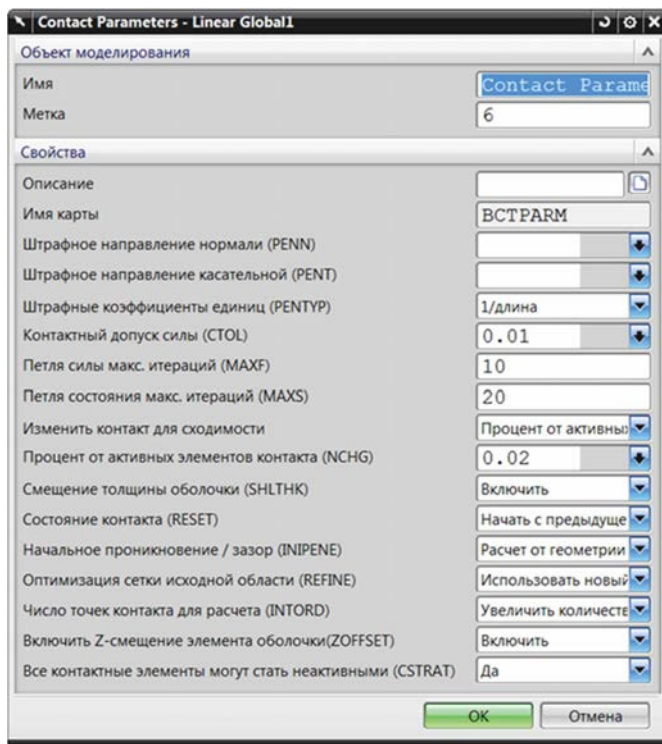 Contact Parameters - Linear Global1
Объект моделирования
Имя Contact Parame
Метка 6
Свойства
Описание
Имя карты BCTPARM
Штрафное направление нормали (PENN)
Штрафное направление касательной (PENT)
Штрафные коэффициенты единиц (PENTYP) 1/длина
Контактный допуск силы (CTOL) 0.01
Петля силы макс. итераций (MAXF) 10
Петля состояния макс. итераций (MAXS) 20
Изменить контакт для сходимости Процент от активны
Процент от активных элементов контакта (NCHG) 0.02
Смещение толщины оболочки (SHLTHK) Включить
Состояние контакта (RESET) Начать с предыдуще
Начальное проникновение / зазор (INIPENE) Расчет от геометрии
Оптимизация сетки исходной области (REFINE) Использовать новый
Число точек контакта для расчета (INTORD) Увеличить количеств
Включить Z-смещение элемента оболочки(ZOFFSET) Включить
Все контактные элементы могут стать неактивными (CSTRAT) Да
OK Отмена